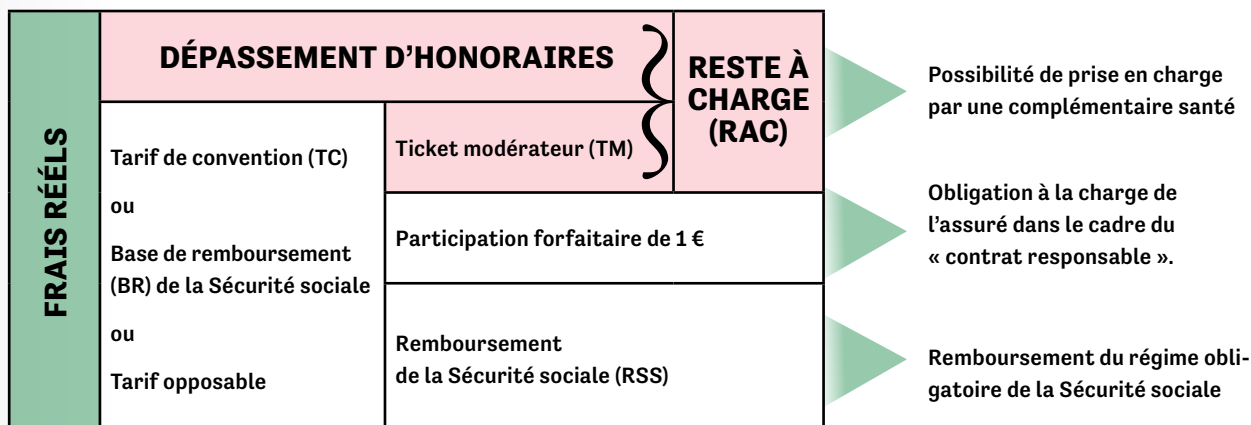 FRAIS RÉÉLS
DÉPASSEMENT D’HONORAIRES
RESTE À
CHARGE
(RAC)
Tarif de convention (TC)
ou
Base de remboursement
(BR) de la Sécurité sociale
ou
Tarif opposable
Ticket modérateur (TM)
Participation forfaitaire de 1 €
Remboursement
de la Sécurité sociale (RSS)
Possibilité de prise en charge
par une complémentaire santé
Obligation à la charge de
l’assuré dans le cadre du
« contrat responsable ».
Remboursement du régime obli-
gatoire de la Sécurité sociale